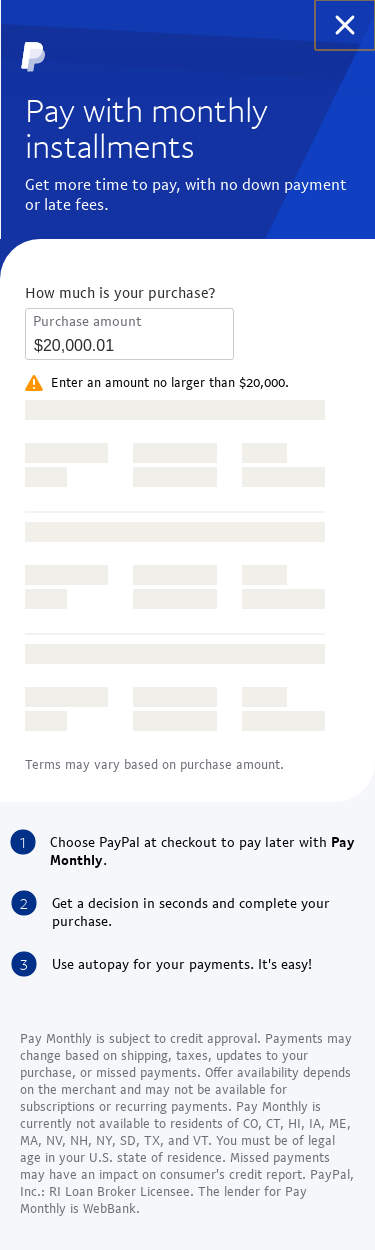 Pay with monthly
installments
Get more time to pay, with no down payment
or late fees.
How much is your purchase?
Purchase amount
$20,000.01
Enter an amount no larger than $20,000.
Terms may vary based on purchase amount.
1 Choose PayPal at checkout to pay later with Pay
Monthly.
2 Get a decision in seconds and complete your
purchase.
3 Use autopay for your payments. It's easy!
Pay Monthly is subject to credit approval. Payments may
change based on shipping, taxes, updates to your
purchase, or missed payments. Offer availability depends
on the merchant and may not be available for
subscriptions or recurring payments. Pay Monthly is
currently not available to residents of CO, CT, HI, IA, ME,
MA, NV, NH, NY, SD, TX, and VT. You must be of legal
age in your U.S. state of residence. Missed payments
may have an impact on consumer's credit report. PayPal,
Inc.: RI Loan Broker Licensee. The lender for Pay
Monthly is WebBank.